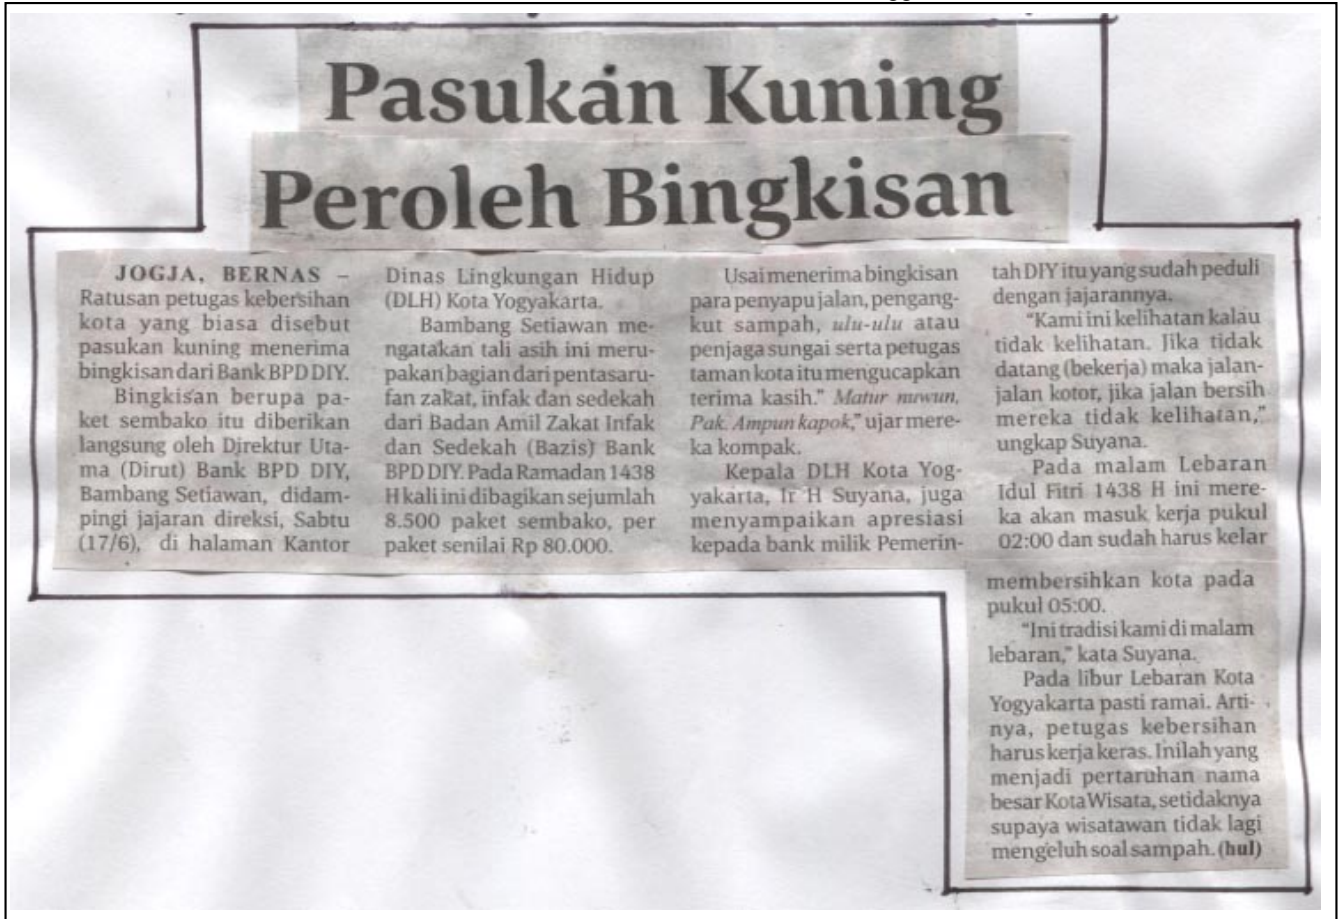 Pasukan Kuning
Peroleh Bingkisan
JOGJA, BERNAS –
Ratusan petugas kebersihan
kota yang biasa disebut
pasukan kuning menerima
bingkisan dari Bank BPD DIY.
Bingkisan berupa pa-
ket sembako itu diberikan
langsung oleh Direktur Uta-
ma (Dirut) Bank BPD DIY,
Bambang Setiawan, didam-
pingi jajaran direksi, Sabtu
(17/6), di halaman Kantor
Dinas Lingkungan Hidup
(DLH) Kota Yogyakarta.
Bambang Setiawan me-
ngatakan tali asih ini meru-
pakan bagian dari pentasaru-
fan zakat, infak dan sedekah
dari Badan Amil Zakat Infak
dan Sedekah (Bazis) Bank
BPD DIY. Pada Ramadan 1438
H kali ini dibagikan sejumlah
8.500 paket sembako, per
paket senilai Rp 80.000.
Usai menerima bingkisan
para penyapu jalan, pengang-
kut sampah, ulu-ulu atau
penjaga sungai serta petugas
taman kota itu mengucapkan
terima kasih." Matur nuwun,
Pak. Ampun kapok," ujar mere-
ka kompak.
Kepala DLH Kota Yog-
yakarta, Ir H Suyana, juga
menyampaikan apresiasi
kepada bank milik Pemerin-
tah DIY itu yang sudah peduli
dengan jajarannya.
"Kami ini kelihatan kalau
tidak kelihatan. Jika tidak
datang (bekerja) maka jalan-
jalan kotor, jika jalan bersih
mereka tidak kelihatan,"
ungkap Suyana.
Pada malam Lebaran
Idul Fitri 1438 H ini mere-
ka akan masuk kerja pukul
02:00 dan sudah harus kelar
membersihkan kota pada
pukul 05:00.
"Ini tradisi kami di malam
lebaran," kata Suyana.
Pada libur Lebaran Kota
Yogyakarta pasti ramai. Arti-
nya, petugas kebersihan
harus kerja keras. Inilah yang
menjadi pertaruhan nama
besar Kota Wisata, setidaknya
supaya wisatawan tidak lagi
mengeluh soal sampah. (hul)